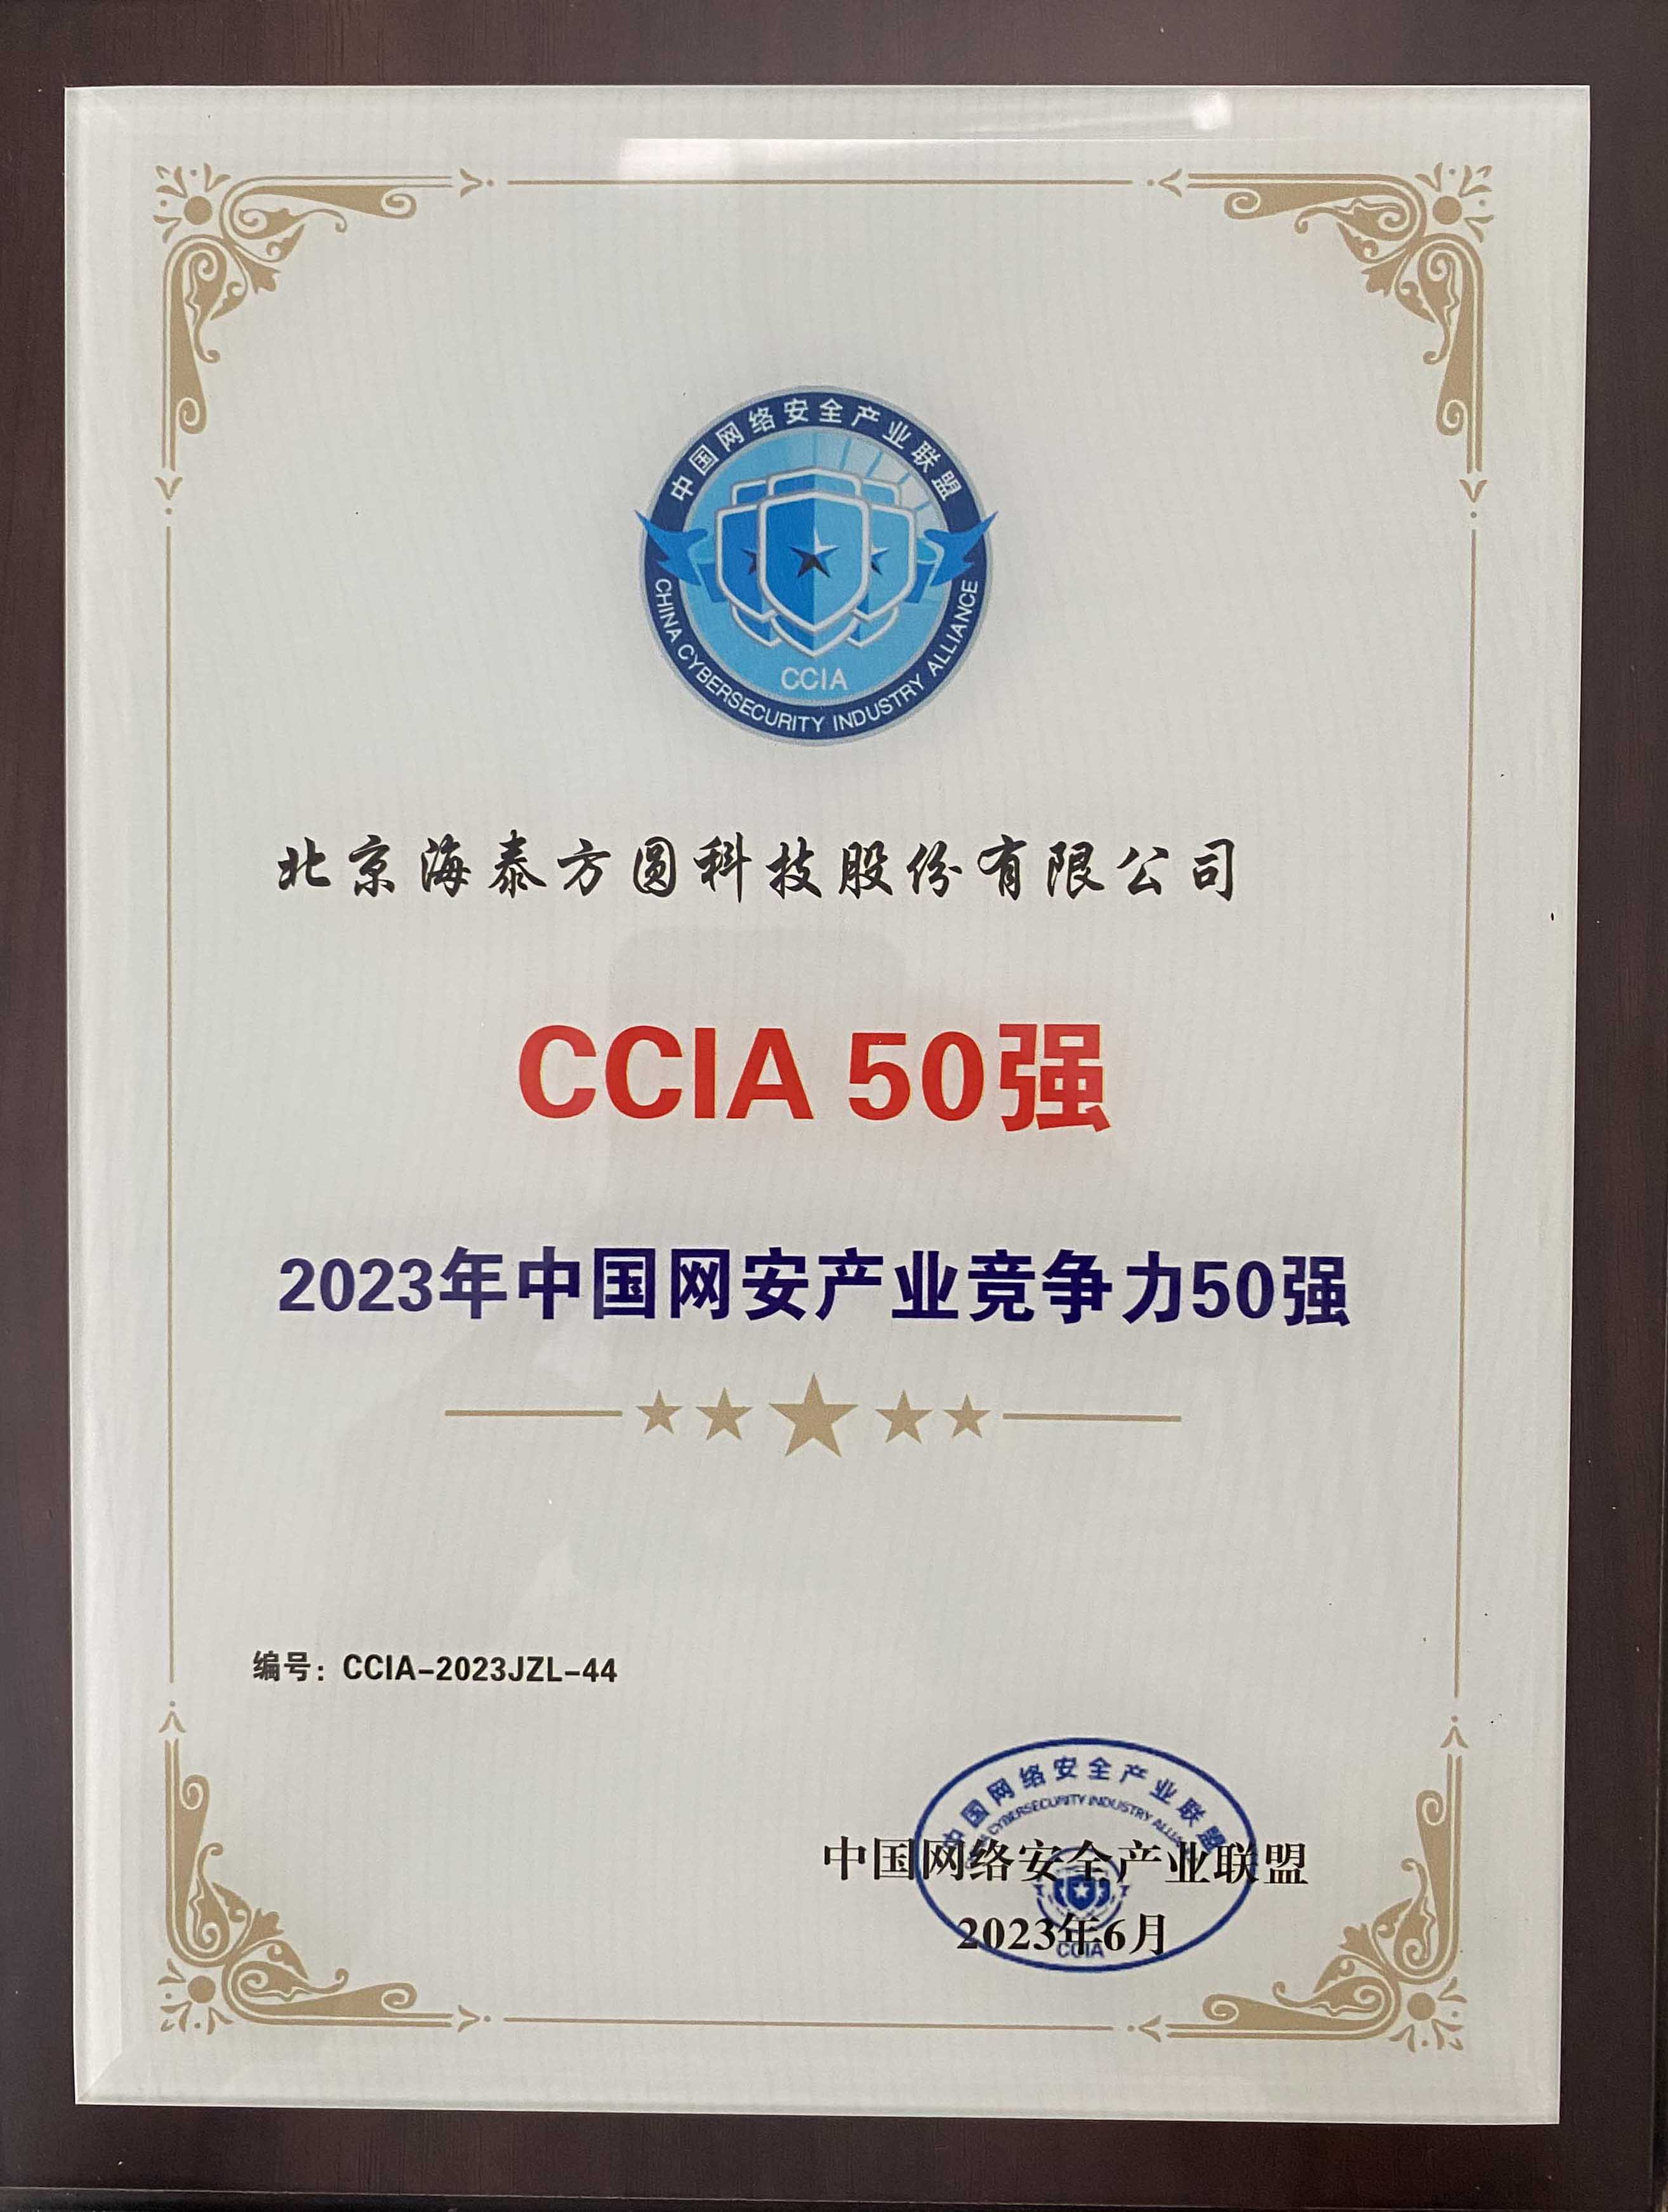 中国网络安全产业联盟
CCIA
CHINA CYBERSECURITY INDUSTRY ALLIANCE
北京海泰方圆科技股份有限公司
CCIA 50强
2023年中国网安产业竞争力50强
编号：CCIA-2023JZL-44
中国网络安全产业联盟
CYBERSECURITY INDUSTRY
中国网络安全产业联盟
2023年6月
CCIA